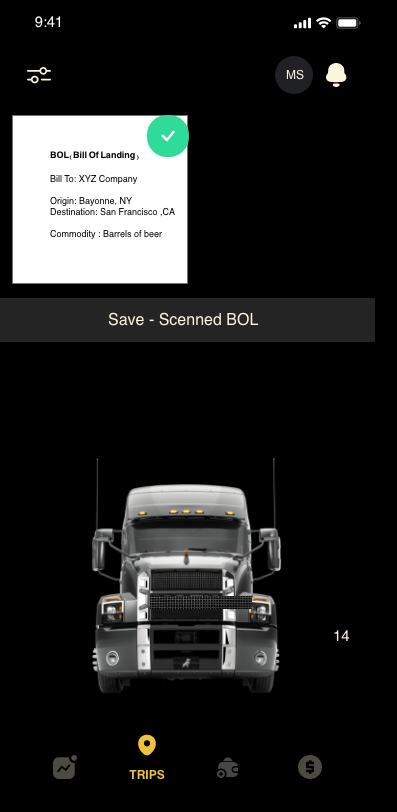 9:41
MS
BOL( Bill Of Landing )
Bill To: XYZ Company
Origin: Bayonne, NY
Destination: San Francisco ,CA
Commodity : Barrels of beer
Save - Scenned BOL
14
TRIPS